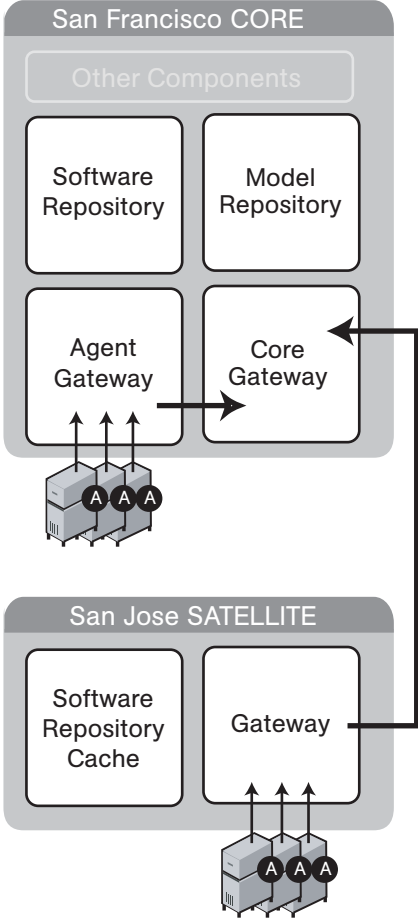 San Francisco CORE
Other Components
Software
Repository
Model
Repository
Agent
Gateway
Core
Gateway
A A A
San Jose SATELLITE
Software
Repository
Cache
Gateway
A A A